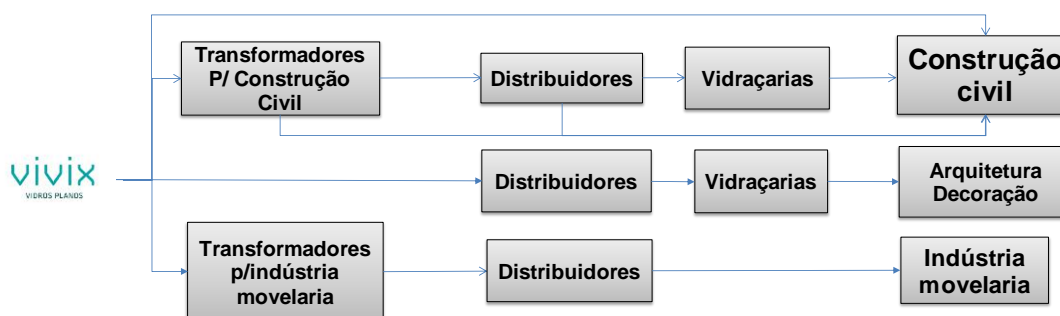 Transformadores
P/ Construção
Civil
Distribuidores
Vidraçarias
Construção
civil
vivix
VIDROS PLANOS
Distribuidores
Vidraçarias
Arquitetura
Decoração
Transformadores
p/indústria
movelaria
Distribuidores
Indústria
movelaria